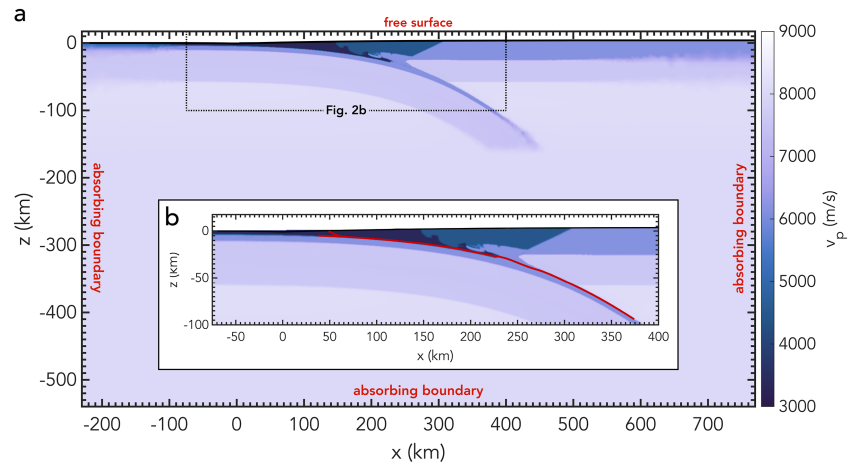 a
free surface
0
-100
-200
-300
-400
-500
z (km)
absorbing boundary
Fig. 2b
b
0
-50
-100
z (km)
-50 0 50 100 150 200 250 300 350 400
x (km)
absorbing boundary
absorbing boundary
-200 -100 0 100 200 300 400 500 600 700
x (km)
9000
8000
7000
6000
5000
4000
3000
vₚ (m/s)